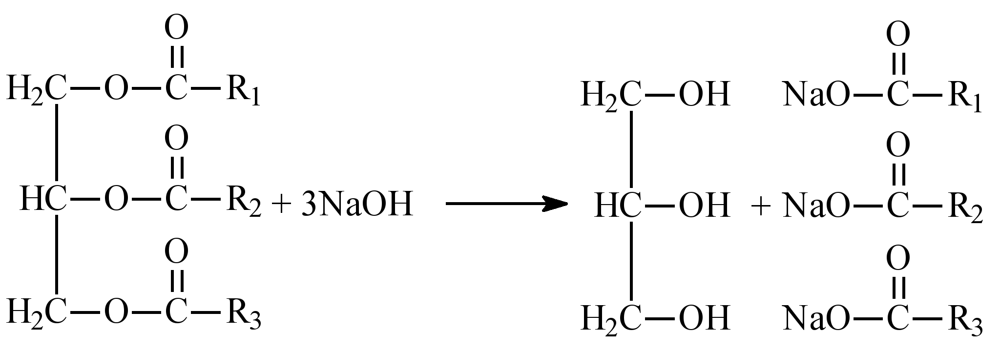 O O
H₂C—O—C—R₁ H₂C—OH NaO—C—R₁
O O
HC—O—C—R₂ + 3NaOH HC—OH + NaO—C—R₂
O O
H₂C—O—C—R₃ H₂C—OH NaO—C—R₃